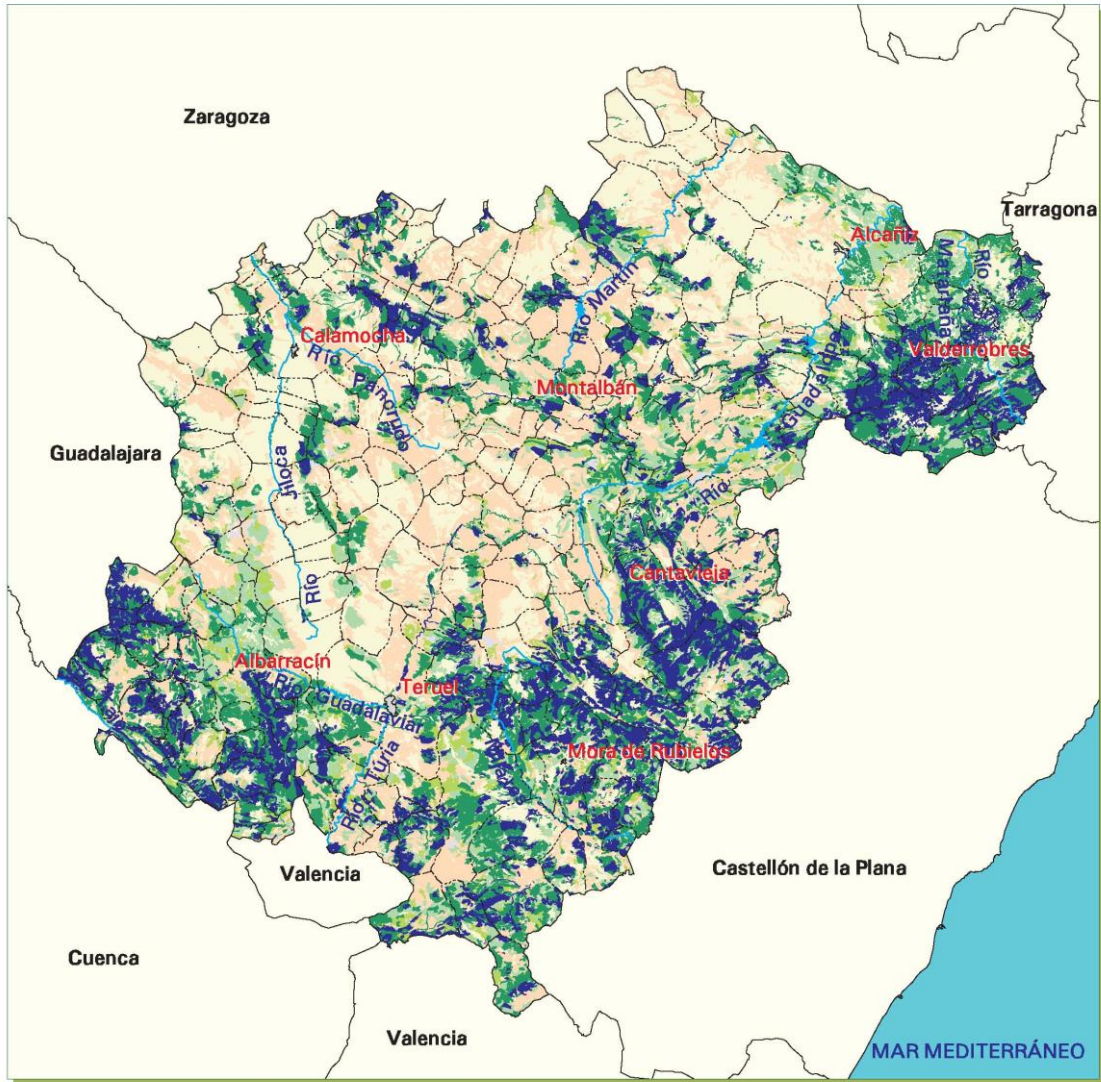 Zaragoza
Tarragona
Alcañiz
Río
Matarraña
Río Martín
Calamocha
Río Pancrudo
Valderrobres
Montalbán
Guadalope
Río
Guadalajara
Jiloca
Río
Cantavieja
Albarracín
Teruel
Río Guadalaviar
Mora de Rubielos
Río Turia
Valencia
Castellón de la Plana
Cuenca
Valencia
MAR MEDITERRÁNEO